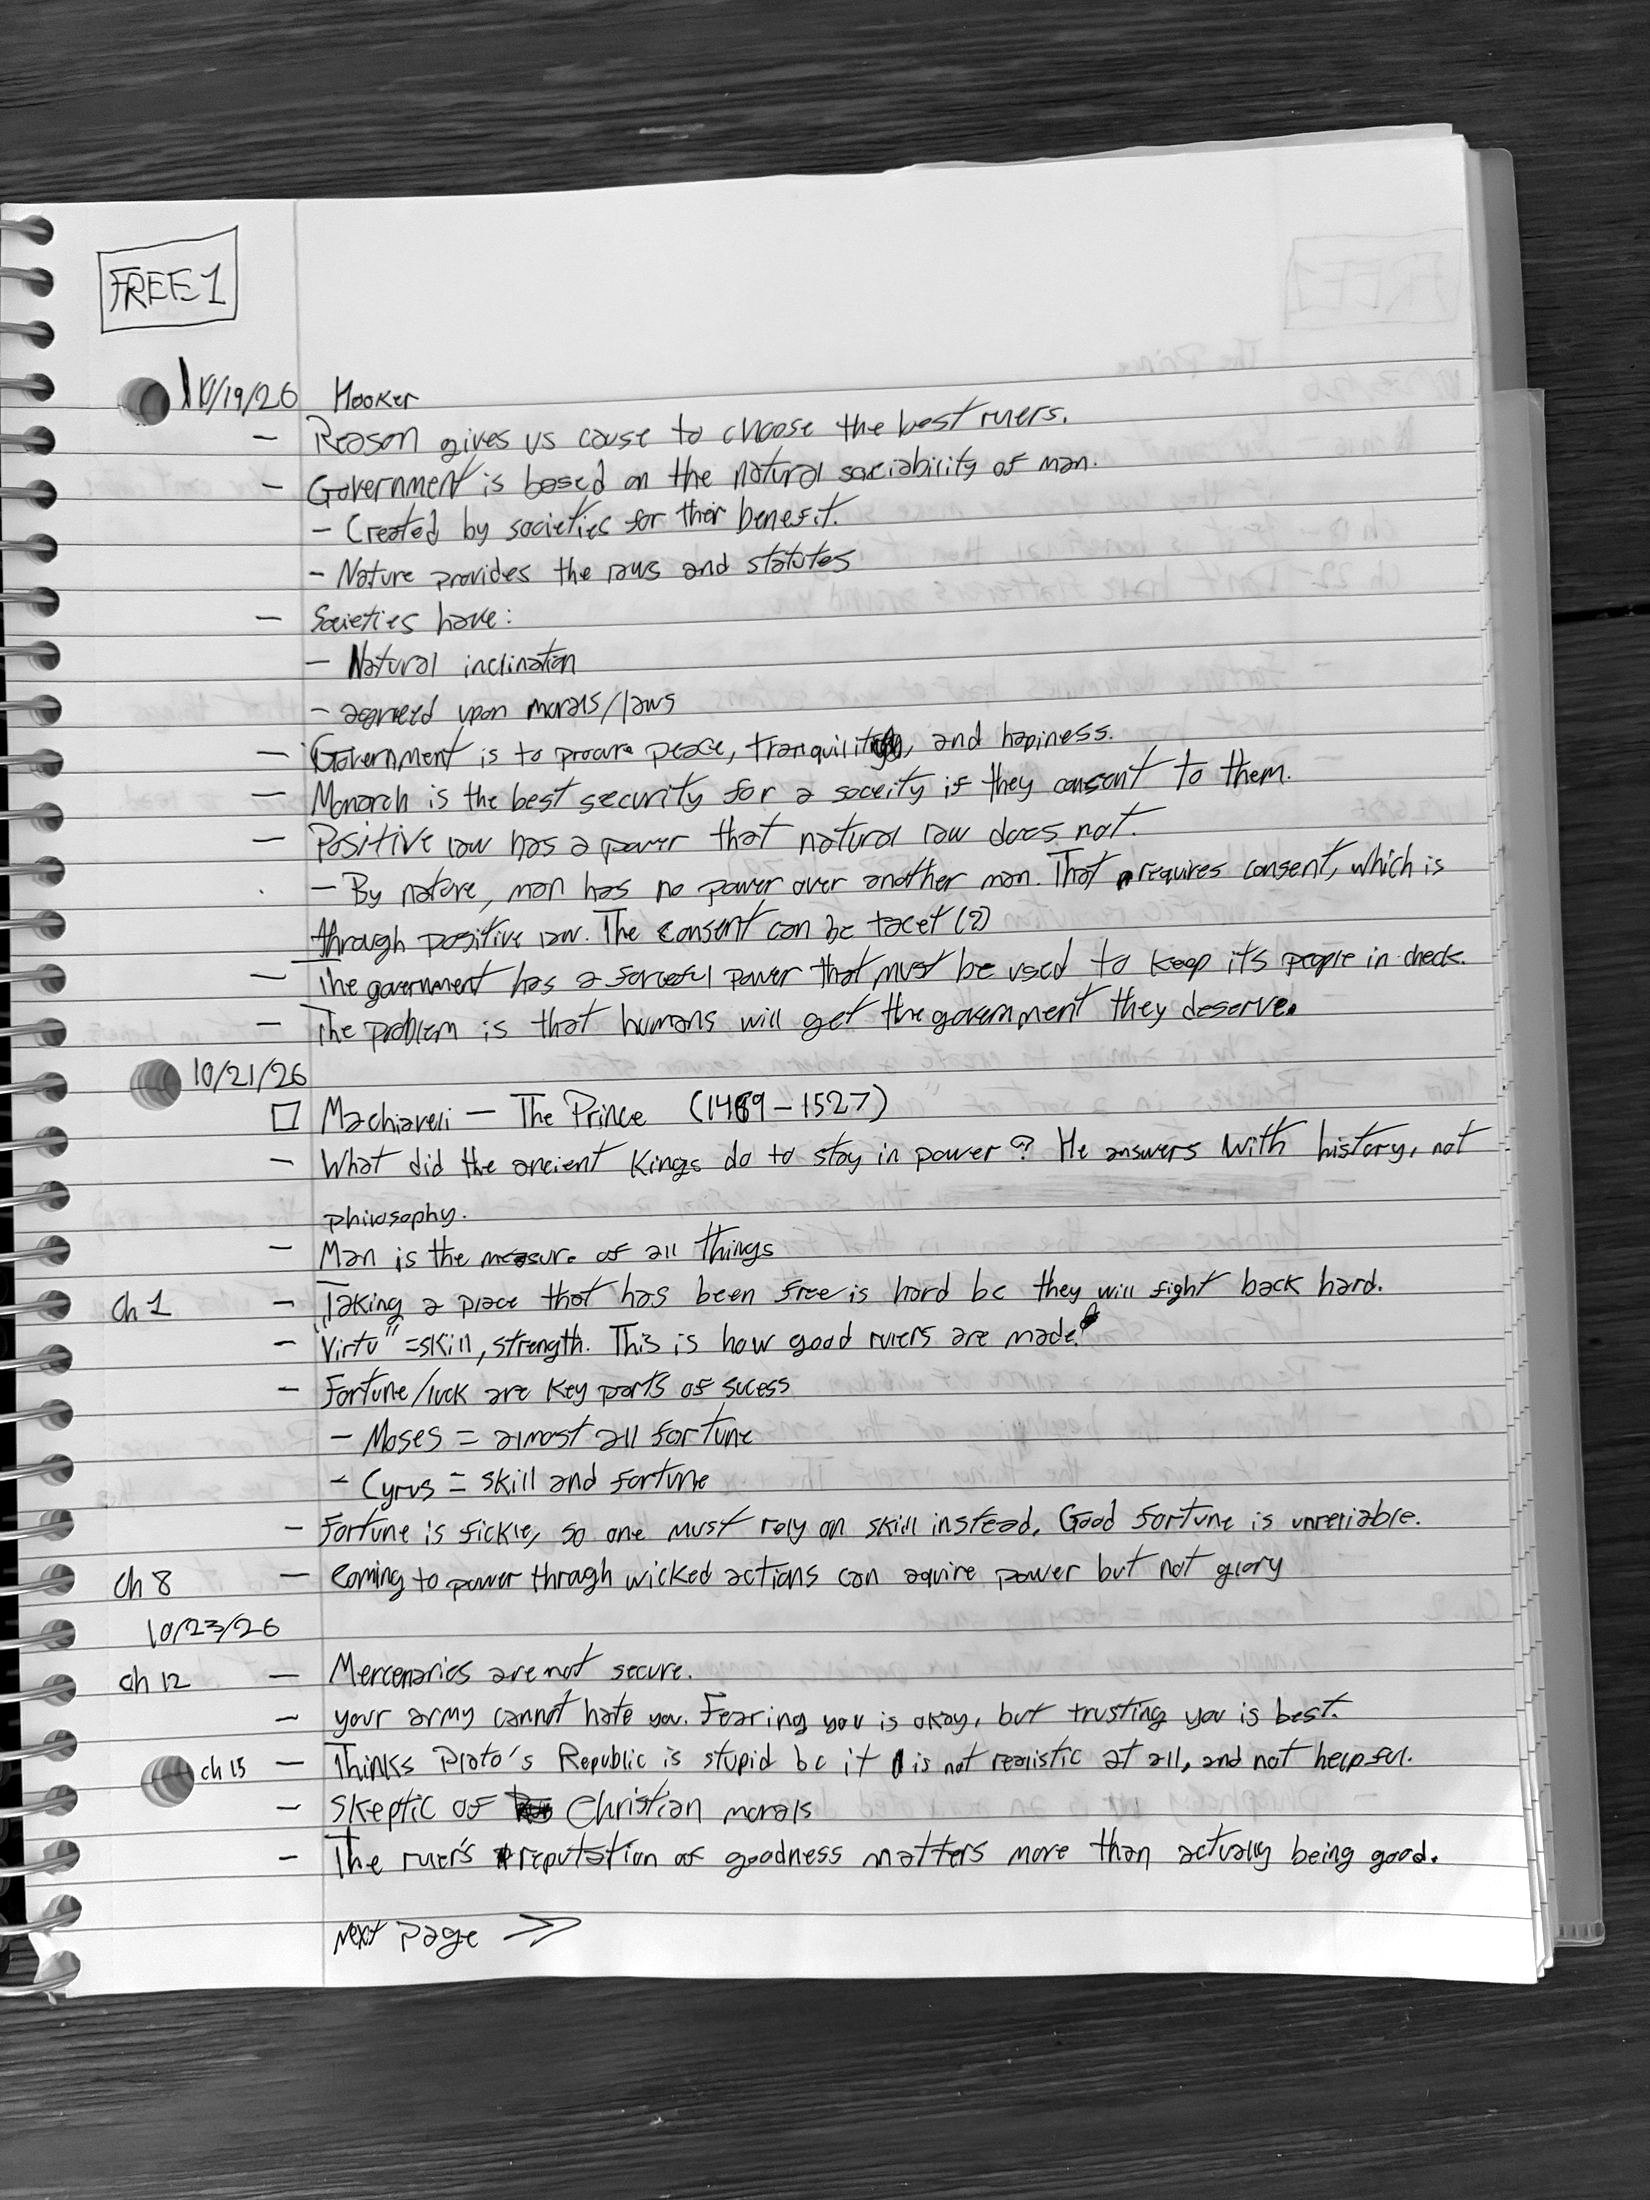 FREE 1
10/19/26 Hooker
- Reason gives us cause to choose the best rulers.
- Government is based on the natural sociability of man.
- Created by societies for their benefit.
- Nature provides the laws and statutes
- Societies have:
- Natural inclination
- agreed upon morals/laws
- Government is to procure peace, tranquility, and hapiness.
- Monarch is the best security for a soceity if they consent to them.
- Positive law has a power that natural law does not.
- By nature, man has no power over another man. That requires consent, which is
through positive law. The consent can be tacet (?)
- The government has a forceful power that must be used to keep its people in check.
- The problem is that humans will get the government they deserve.
10/21/26
□ Machiaveli - The Prince (1469-1527)
- What did the ancient kings do to stay in power? He answers with history, not
philosophy.
- Man is the measure of all things
Ch 1 - Taking a place that has been free is hard bc they will fight back hard.
- "Virtu" = skill, strength. This is how good rulers are made.
- Fortune/luck are key parts of sucess
- Moses = almost all fortune
- Cyrus = skill and fortune
- Fortune is fickle, so one must rely on skill instead. Good fortune is unreliable.
Ch 8 - Coming to power through wicked actions can aquire power but not glory
10/23/26
Ch 12 - Mercenaries are not secure.
- your army cannot hate you. Fearing you is okay, but trusting you is best.
ch 15 - Thinks Plato's Republic is stupid bc it is not realistic at all, and not helpful.
- Skeptic of Christian morals
- The ruler's reputation of goodness matters more than actually being good.
Next page >>